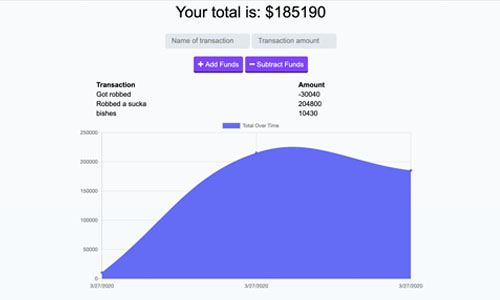 Your total is: $185190
Name of transaction Transaction amount
+ Add Funds − Subtract Funds
Transaction Amount
Got robbed -30040
Robbed a sucka 204800
bishes 10430
Total Over Time
250000
200000
150000
100000
50000
0
3/27/2020 3/27/2020 3/27/2020